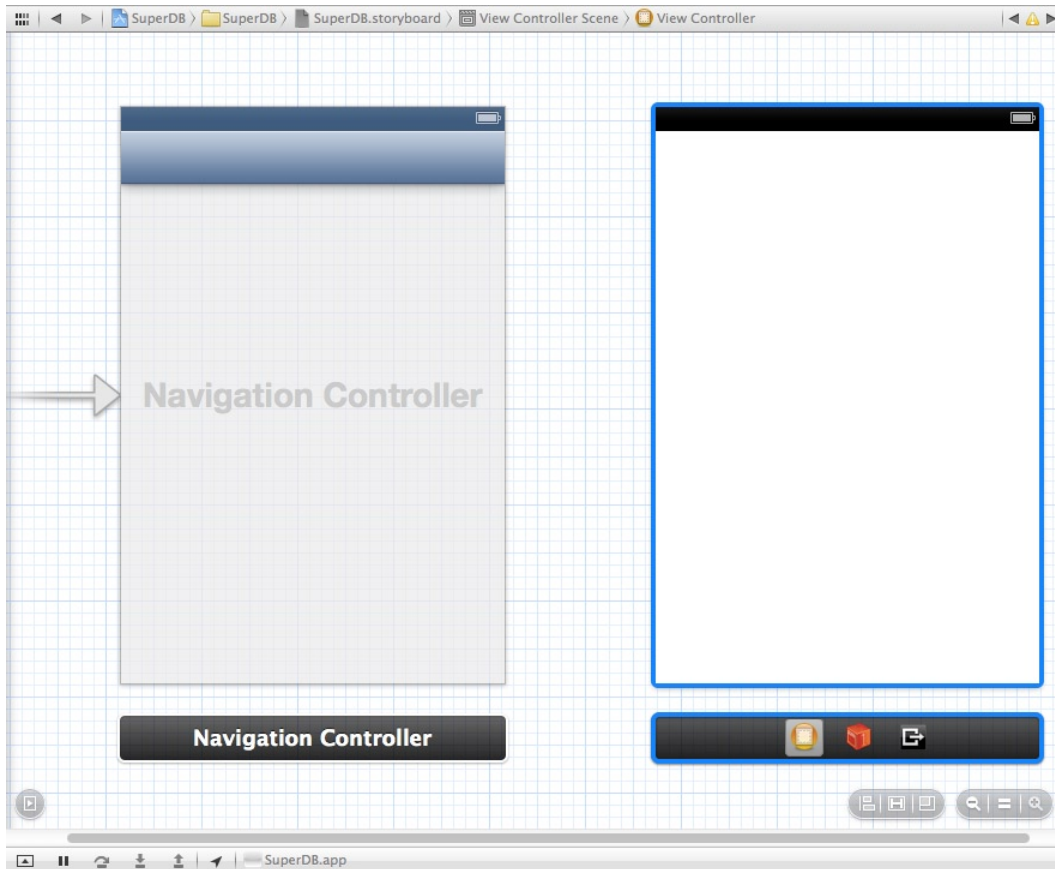 SuperDB SuperDB SuperDB.storyboard View Controller Scene View Controller
Navigation Controller
Navigation Controller
SuperDB.app